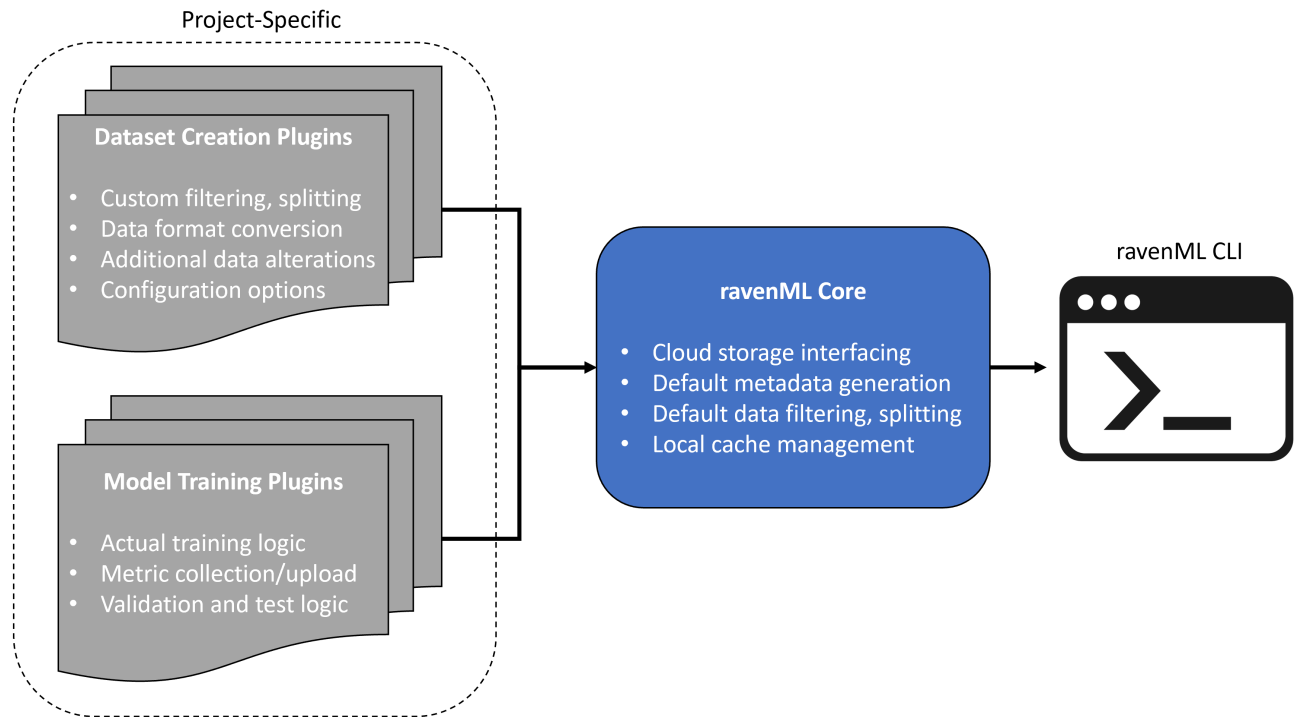 Project-Specific
Dataset Creation Plugins
• Custom filtering, splitting
• Data format conversion
• Additional data alterations
• Configuration options
Model Training Plugins
• Actual training logic
• Metric collection/upload
• Validation and test logic
ravenML Core
• Cloud storage interfacing
• Default metadata generation
• Default data filtering, splitting
• Local cache management
ravenML CLI